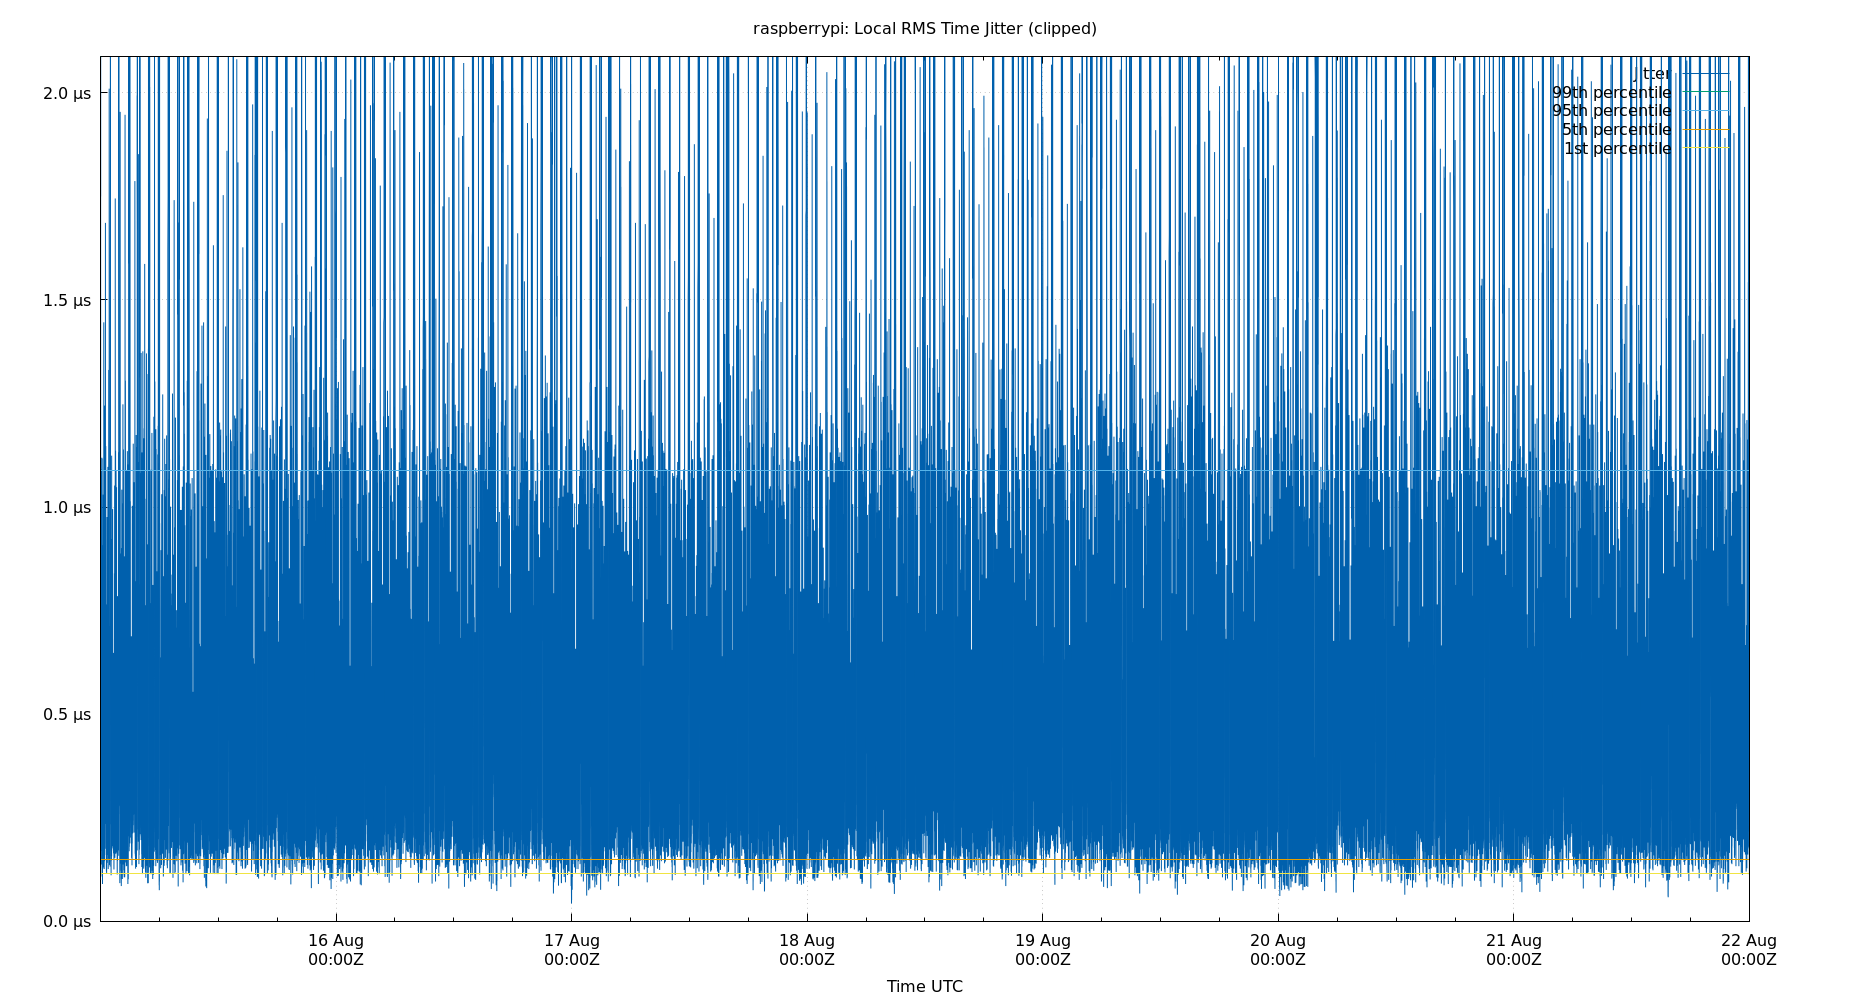 raspberrypi: Local RMS Time Jitter (clipped)
2.0 µs
1.5 µs
1.0 µs
0.5 µs
0.0 µs
jitter
99th percentile
95th percentile
5th percentile
1st percentile
16 Aug
00:00Z
17 Aug
00:00Z
18 Aug
00:00Z
19 Aug
00:00Z
20 Aug
00:00Z
21 Aug
00:00Z
22 Aug
00:00Z
Time UTC